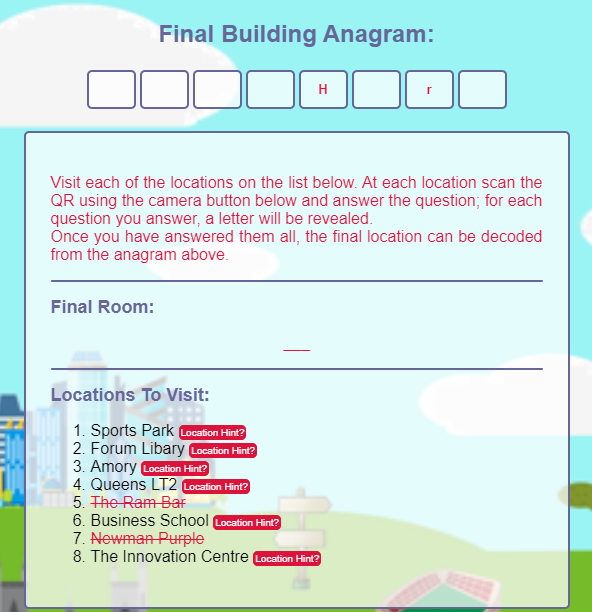 Final Building Anagram:
H r
Visit each of the locations on the list below. At each location scan the
QR using the camera button below and answer the question; for each
question you answer, a letter will be revealed.
Once you have answered them all, the final location can be decoded
from the anagram above.
Final Room:
___
Locations To Visit:
1. Sports Park Location Hint?
2. Forum Libary Location Hint?
3. Amory Location Hint?
4. Queens LT2 Location Hint?
5. The Ram Bar
6. Business School Location Hint?
7. Newman Purple
8. The Innovation Centre Location Hint?